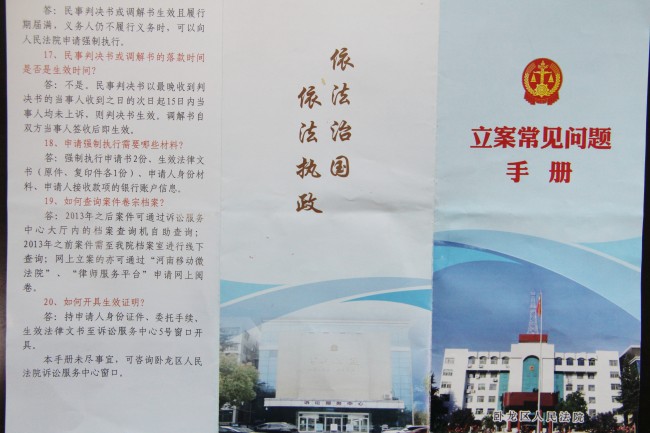 答：民事判决书或调解书生效且履行
期届满，义务人仍不履行义务时，可以向
人民法院申请强制执行。
17、民事判决书或调解书的落款时间
是否是生效时间？
答：不是。民事判决书以最晚收到判
决书的当事人收到之日的次日起15日内当
事人均未上诉，则判决书生效。调解书自
双方当事人签收后即生效。
18、申请强制执行需要哪些材料？
答：强制执行申请书2份、生效法律文
书（原件、复印件各1份）、申请人身份材
料、申请人接收款项的银行账户信息。
19、如何查询案件卷宗档案？
答：2013年之后案件可通过诉讼服务
中心大厅内的档案查询机自助查询；
2013年之前案件需至我院档案室进行线下
查询；网上立案的亦可通过“河南移动微
法院”、“律师服务平台”申请网上阅
卷。
20、如何开具生效证明？
答：持申请人身份证件、委托手续、
生效法律文书至诉讼服务中心5号窗口开
具。
本手册未尽事宜，可咨询卧龙区人民
法院诉讼服务中心窗口。
依法治国
依法执政
诉讼服务中心
立案常见问题
手册
卧龙区人民法院